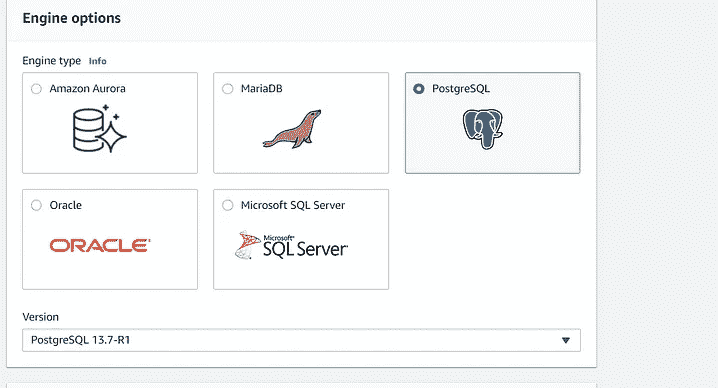 Engine options
Engine type Info
Amazon Aurora
MariaDB
PostgreSQL
Oracle
ORACLE
Microsoft SQL Server
Microsoft
SQL Server
Version
PostgreSQL 13.7-R1